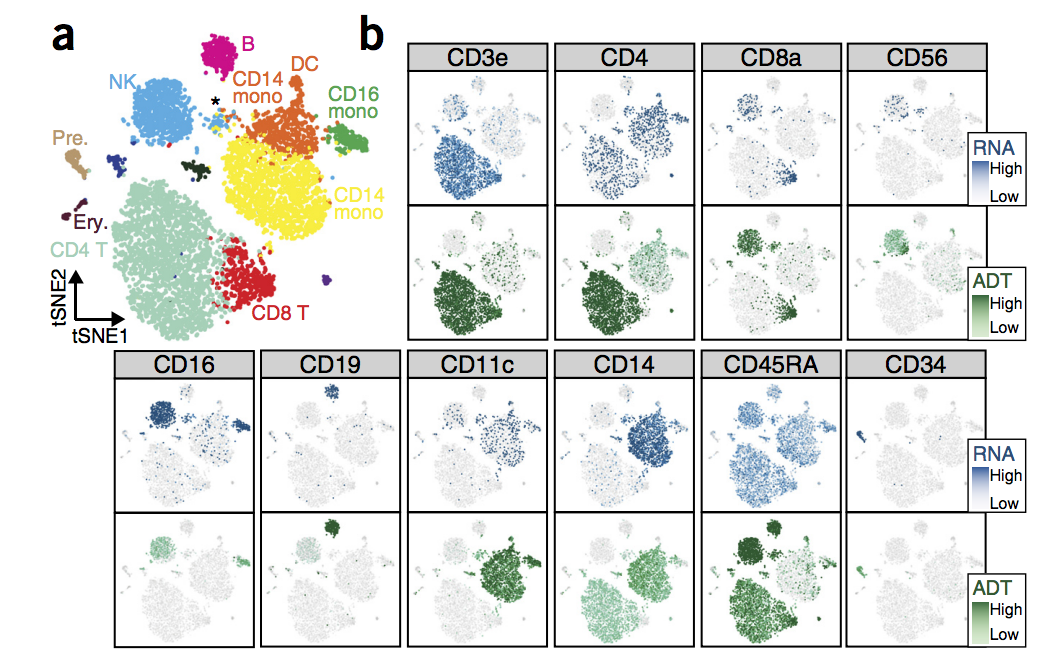 a
B
NK
CD14
mono
DC
*
CD16
mono
Pre.
CD14
mono
Ery.
CD4 T
CD8 T
tSNE2
tSNE1
b
CD3e
CD4
CD8a
CD56
RNA
High
Low
ADT
High
Low
CD16
CD19
CD11c
CD14
CD45RA
CD34
RNA
High
Low
ADT
High
Low